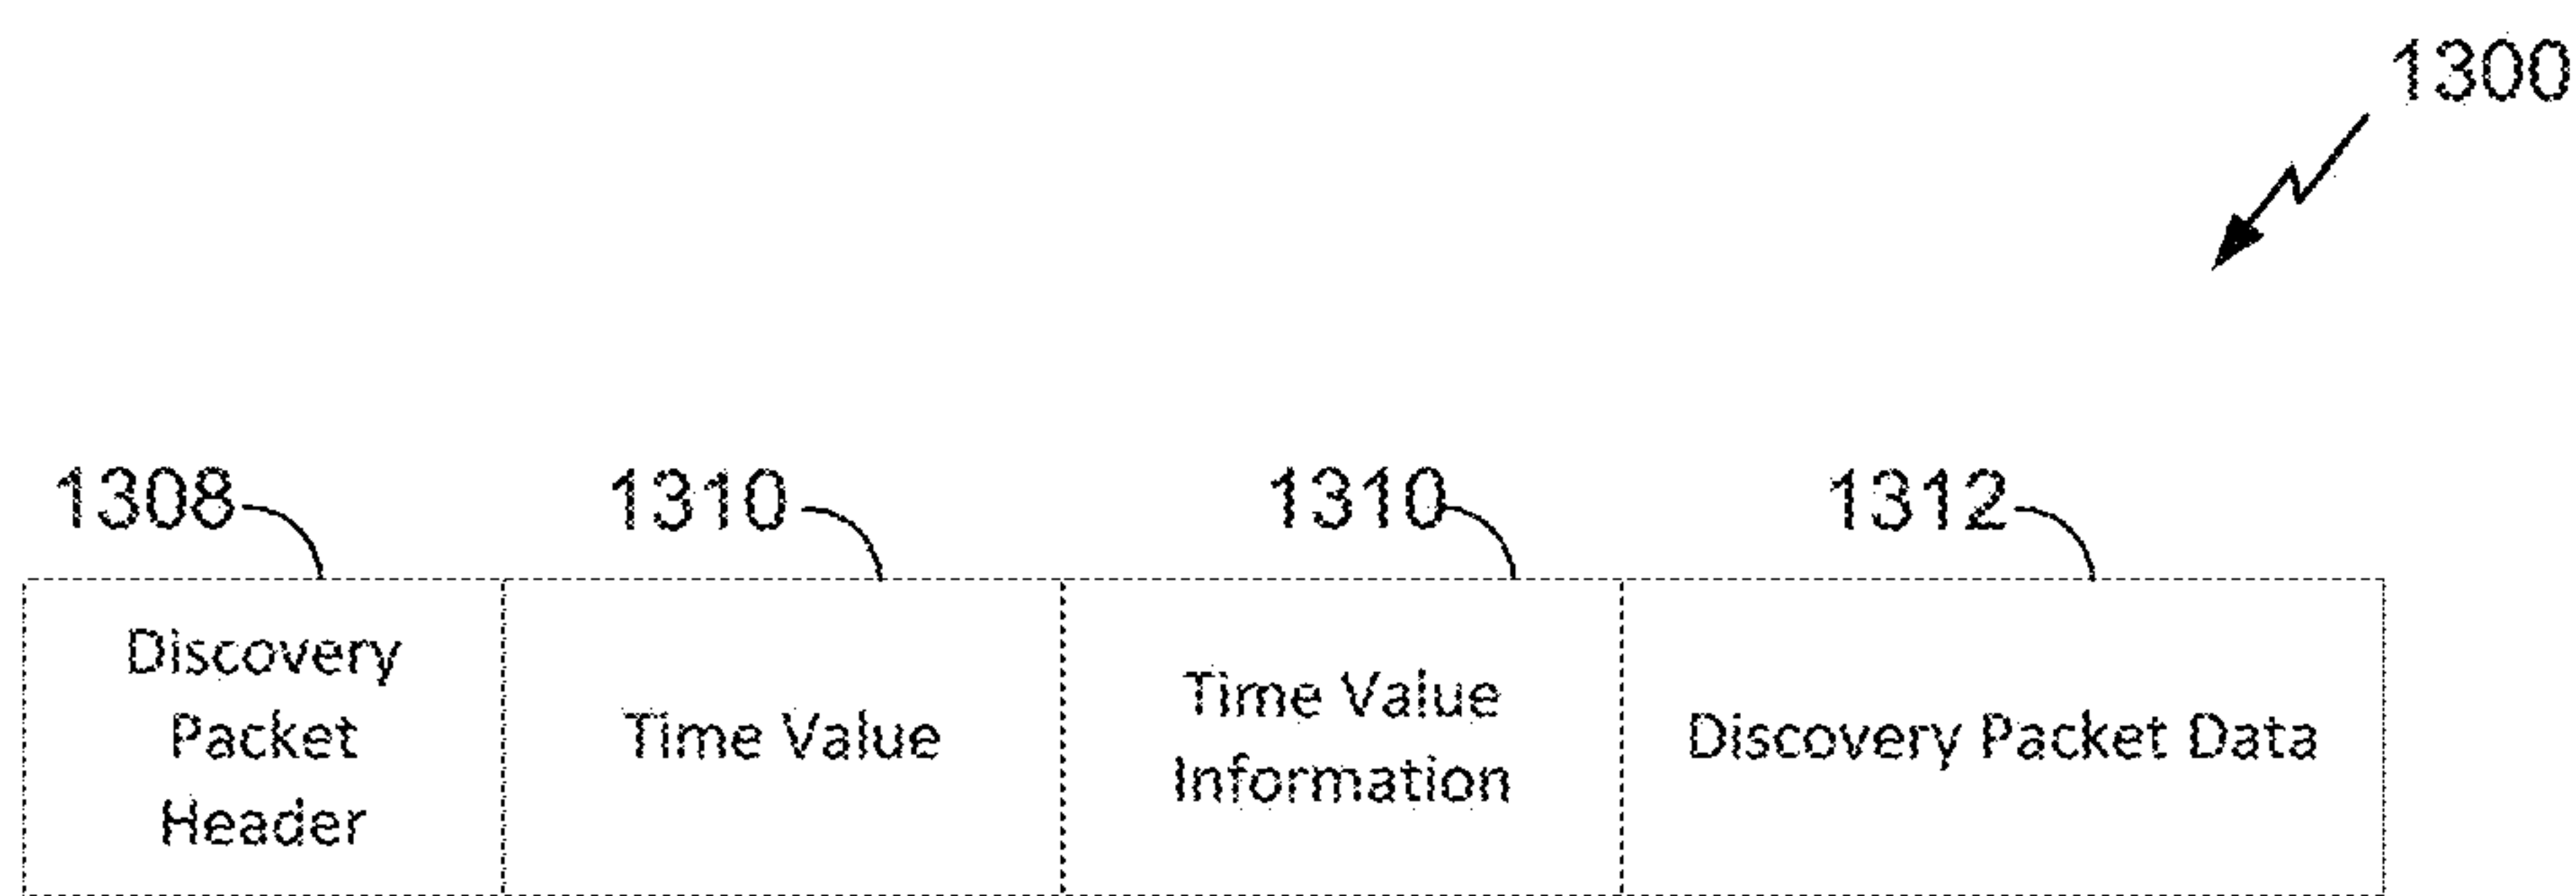 1300
1308
1310
1310
1312
Discovery
Packet
Header
Time Value
Time Value
Information
Discovery Packet Data